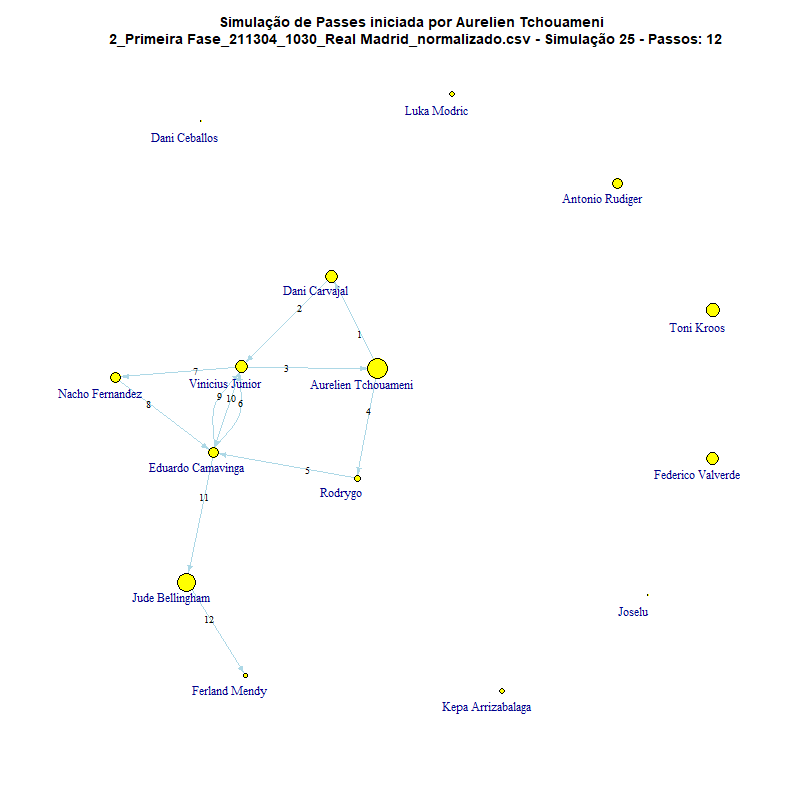 Simulação de Passes iniciada por Aurelien Tchouameni
2_Primeira Fase_211304_1030_Real Madrid_normalizado.csv - Simulação 25 - Passos: 12
Luka Modric
Dani Ceballos
Antonio Rudiger
Dani Carvajal
2
Toni Kroos
1
3
7
Vinicius Junior
Aurelien Tchouameni
Nacho Fernandez
9
10
6
8
4
Eduardo Camavinga
5
Federico Valverde
Rodrygo
11
Jude Bellingham
Joselu
12
Ferland Mendy
Kepa Arrizabalaga